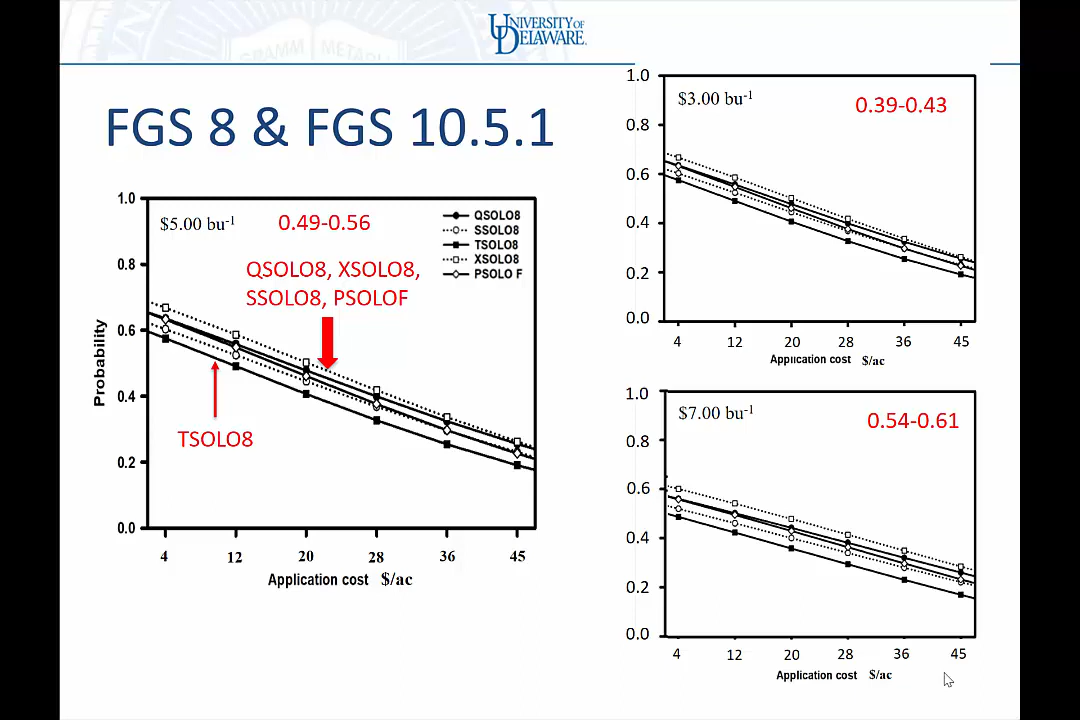 GRAMM METAPH
UNIVERSITY OF
DELAWARE.
FGS 8 & FGS 10.5.1
$5.00 bu-1
0.49-0.56
QSOLO8
SSOLO8
TSOLO8
XSOLO8
PSOLO F
QSOLO8, XSOLO8,
SSOLO8, PSOLOF
TSOLO8
Probability
1.0
0.8
0.6
0.4
0.2
0.0
4 12 20 28 36 45
Application cost $/ac
$3.00 bu-1
0.39-0.43
1.0
0.8
0.6
0.4
0.2
0.0
4 12 20 28 36 45
Application cost $/ac
$7.00 bu-1
0.54-0.61
1.0
0.8
0.6
0.4
0.2
0.0
4 12 20 28 36 45
Application cost $/ac